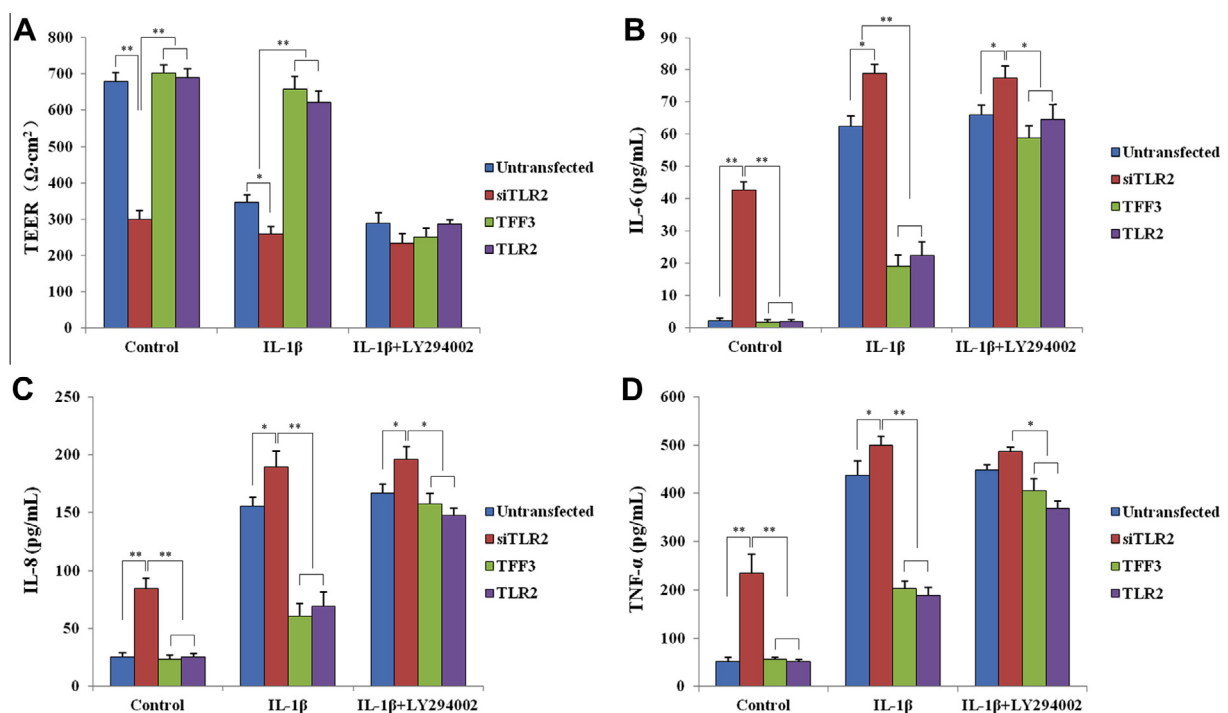 A
TEER (Ω·cm²)
800
700
600
500
400
300
200
100
0
** ** ** *
Control IL-1β IL-1β+LY294002
Untransfected
siTLR2
TFF3
TLR2
B
IL-6 (pg/mL)
90
80
70
60
50
40
30
20
10
0
** ** ** * * *
Control IL-1β IL-1β+LY294002
Untransfected
siTLR2
TFF3
TLR2
C
IL-8 (pg/mL)
250
200
150
100
50
0
** ** * ** * *
Control IL-1β IL-1β+LY294002
Untransfected
siTLR2
TFF3
TLR2
D
TNF-α (pg/mL)
600
500
400
300
200
100
0
** ** * ** *
Control IL-1β IL-1β+LY294002
Untransfected
siTLR2
TFF3
TLR2